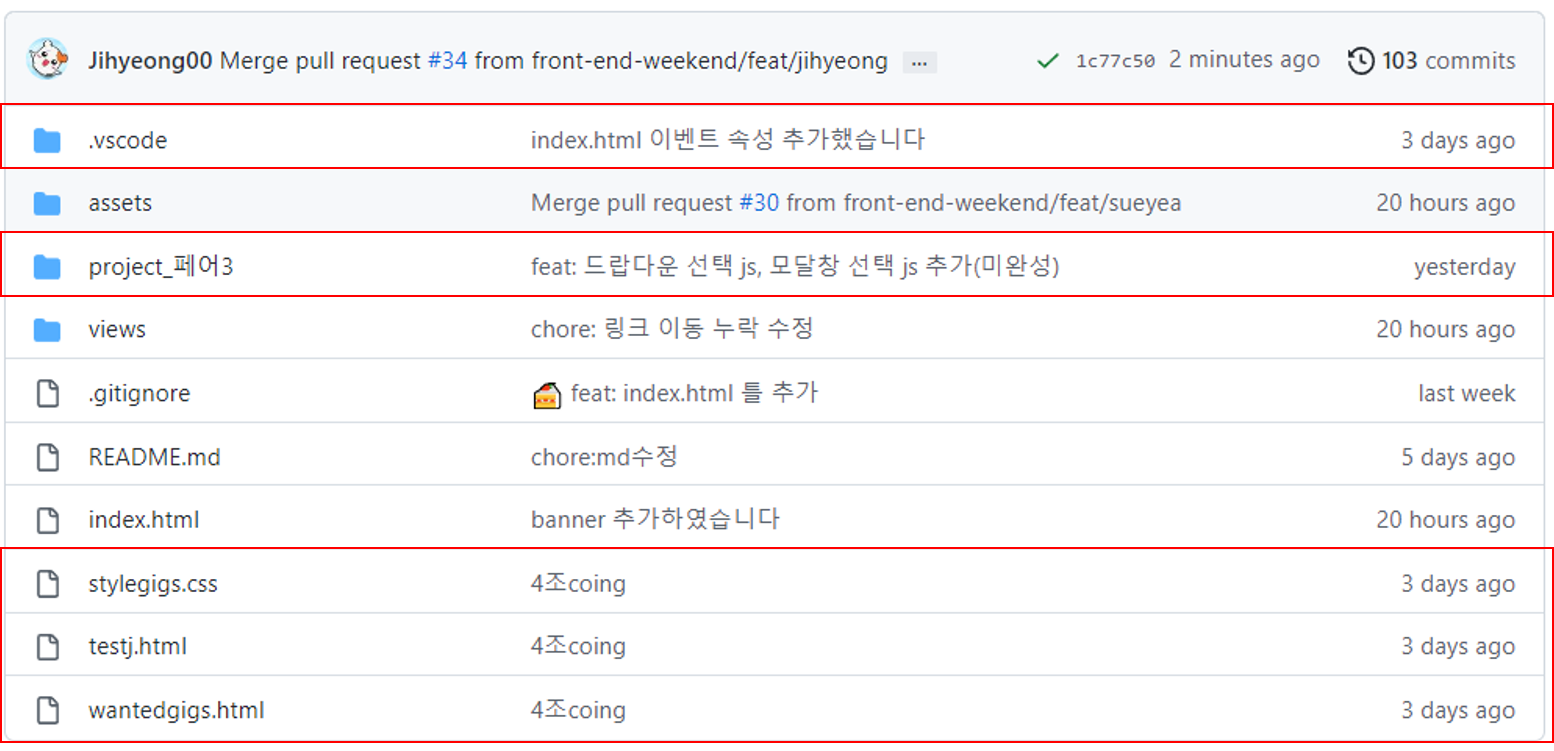 Jihyeong00 Merge pull request #34 from front-end-weekend/feat/jihyeong ... 1c77c50 2 minutes ago 103 commits
.vscode index.html 이벤트 속성 추가했습니다 3 days ago
assets Merge pull request #30 from front-end-weekend/feat/sueyea 20 hours ago
project_페어3 feat: 드랍다운 선택 js, 모달창 선택 js 추가(미완성) yesterday
views chore: 링크 이동 누락 수정 20 hours ago
.gitignore 🍰 feat: index.html 틀 추가 last week
README.md chore:md수정 5 days ago
index.html banner 추가하였습니다 20 hours ago
stylegigs.css 4조coing 3 days ago
testj.html 4조coing 3 days ago
wantedgigs.html 4조coing 3 days ago